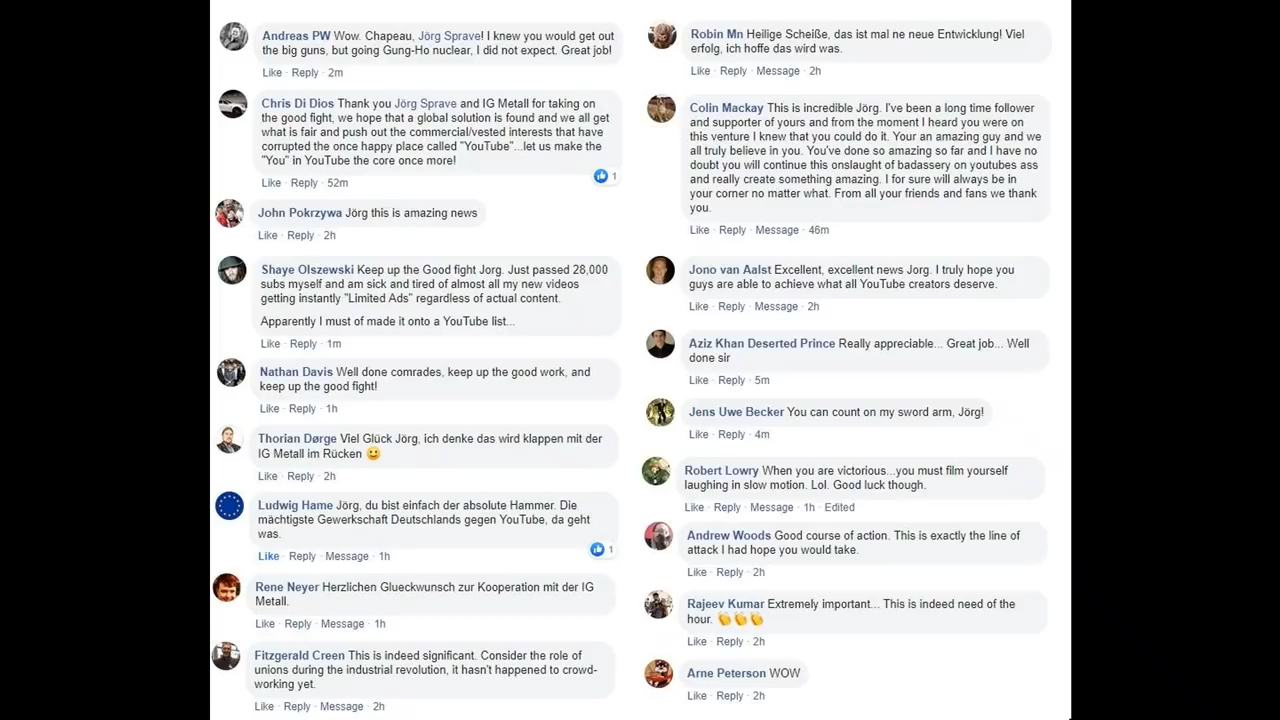 Andreas PW Wow. Chapeau, Jörg Sprave! I knew you would get out
the big guns, but going Gung-Ho nuclear, I did not expect. Great job!
Like · Reply · 2m
Chris Di Dios Thank you Jörg Sprave and IG Metall for taking on
the good fight, we hope that a global solution is found and we all get
what is fair and push out the commercial/vested interests that have
corrupted the once happy place called "YouTube"...let us make the
"You" in YouTube the core once more!
1
Like · Reply · 52m
John Pokrzywa Jörg this is amazing news
Like · Reply · 2h
Shaye Olszewski Keep up the Good fight Jorg. Just passed 28,000
subs myself and am sick and tired of almost all my new videos
getting instantly "Limited Ads" regardless of actual content.
Apparently I must of made it onto a YouTube list...
Like · Reply · 1m
Nathan Davis Well done comrades, keep up the good work, and
keep up the good fight!
Like · Reply · 1h
Thorian Dørge Viel Glück Jörg, ich denke das wird klappen mit der
IG Metall im Rücken 🙂
Like · Reply · 2h
Ludwig Hame Jörg, du bist einfach der absolute Hammer. Die
mächtigste Gewerkschaft Deutschlands gegen YouTube, da geht
was.
1
Like · Reply · Message · 1h
Rene Neyer Herzlichen Glueckwunsch zur Kooperation mit der IG
Metall.
Like · Reply · Message · 1h
Fitzgerald Creen This is indeed significant. Consider the role of
unions during the industrial revolution, it hasn't happened to crowd-
working yet.
Like · Reply · Message · 2h
Robin Mn Heilige Scheiße, das ist mal ne neue Entwicklung! Viel
erfolg, ich hoffe das wird was.
Like · Reply · Message · 2h
Colin Mackay This is incredible Jörg. I've been a long time follower
and supporter of yours and from the moment I heard you were on
this venture I knew that you could do it. Your an amazing guy and we
all truly believe in you. You've done so amazing so far and I have no
doubt you will continue this onslaught of badassery on youtubes ass
and really create something amazing. I for sure will always be in
your corner no matter what. From all your friends and fans we thank
you.
Like · Reply · Message · 46m
Jono van Aalst Excellent, excellent news Jorg. I truly hope you
guys are able to achieve what all YouTube creators deserve.
Like · Reply · Message · 2h
Aziz Khan Deserted Prince Really appreciable... Great job... Well
done sir
Like · Reply · 5m
Jens Uwe Becker You can count on my sword arm, Jörg!
Like · Reply · 4m
Robert Lowry When you are victorious...you must film yourself
laughing in slow motion. Lol. Good luck though.
Like · Reply · Message · 1h · Edited
Andrew Woods Good course of action. This is exactly the line of
attack I had hope you would take.
Like · Reply · 2h
Rajeev Kumar Extremely important... This is indeed need of the
hour. 👏👏👏
Like · Reply · 2h
Arne Peterson WOW
Like · Reply · 2h